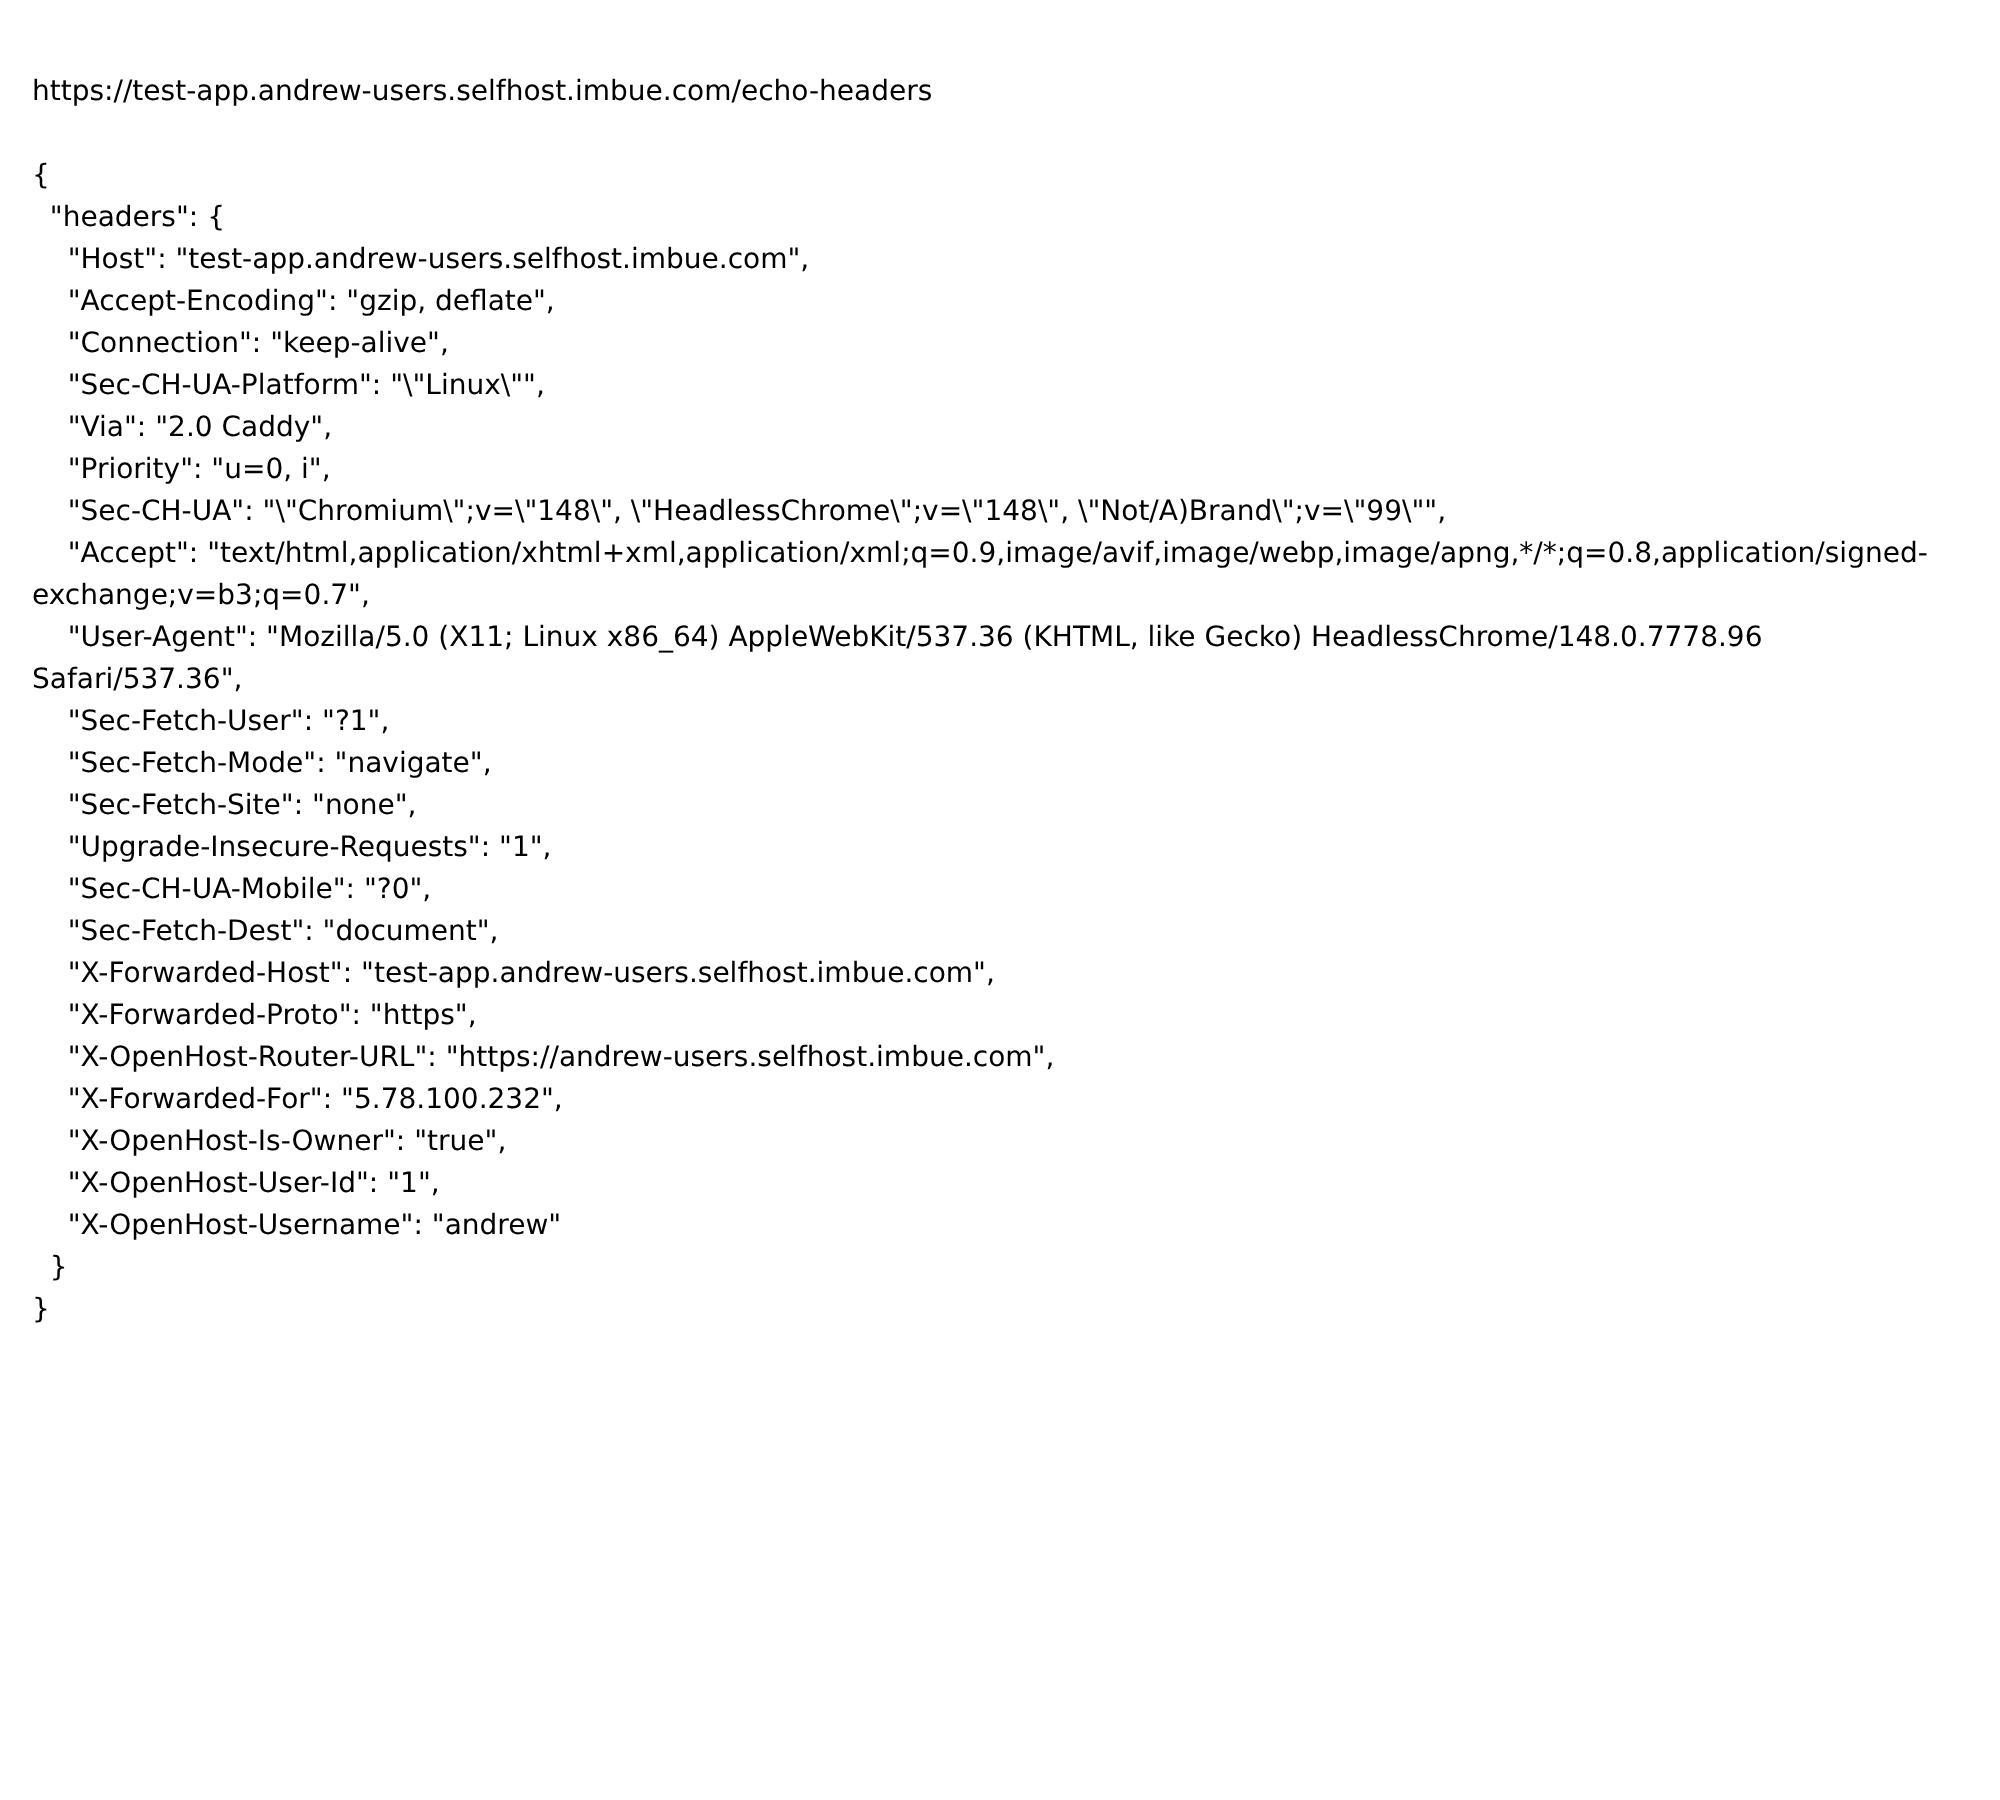 https://test-app.andrew-users.selfhost.imbue.com/echo-headers
{
"headers": {
"Host": "test-app.andrew-users.selfhost.imbue.com",
"Accept-Encoding": "gzip, deflate",
"Connection": "keep-alive",
"Sec-CH-UA-Platform": "\"Linux\"",
"Via": "2.0 Caddy",
"Priority": "u=0, i",
"Sec-CH-UA": "\"Chromium\";v=\"148\", \"HeadlessChrome\";v=\"148\", \"Not/A)Brand\";v=\"99\"",
"Accept": "text/html,application/xhtml+xml,application/xml;q=0.9,image/avif,image/webp,image/apng,*/*;q=0.8,application/signed-
exchange;v=b3;q=0.7",
"User-Agent": "Mozilla/5.0 (X11; Linux x86_64) AppleWebKit/537.36 (KHTML, like Gecko) HeadlessChrome/148.0.7778.96
Safari/537.36",
"Sec-Fetch-User": "?1",
"Sec-Fetch-Mode": "navigate",
"Sec-Fetch-Site": "none",
"Upgrade-Insecure-Requests": "1",
"Sec-CH-UA-Mobile": "?0",
"Sec-Fetch-Dest": "document",
"X-Forwarded-Host": "test-app.andrew-users.selfhost.imbue.com",
"X-Forwarded-Proto": "https",
"X-OpenHost-Router-URL": "https://andrew-users.selfhost.imbue.com",
"X-Forwarded-For": "5.78.100.232",
"X-OpenHost-Is-Owner": "true",
"X-OpenHost-User-Id": "1",
"X-OpenHost-Username": "andrew"
}
}